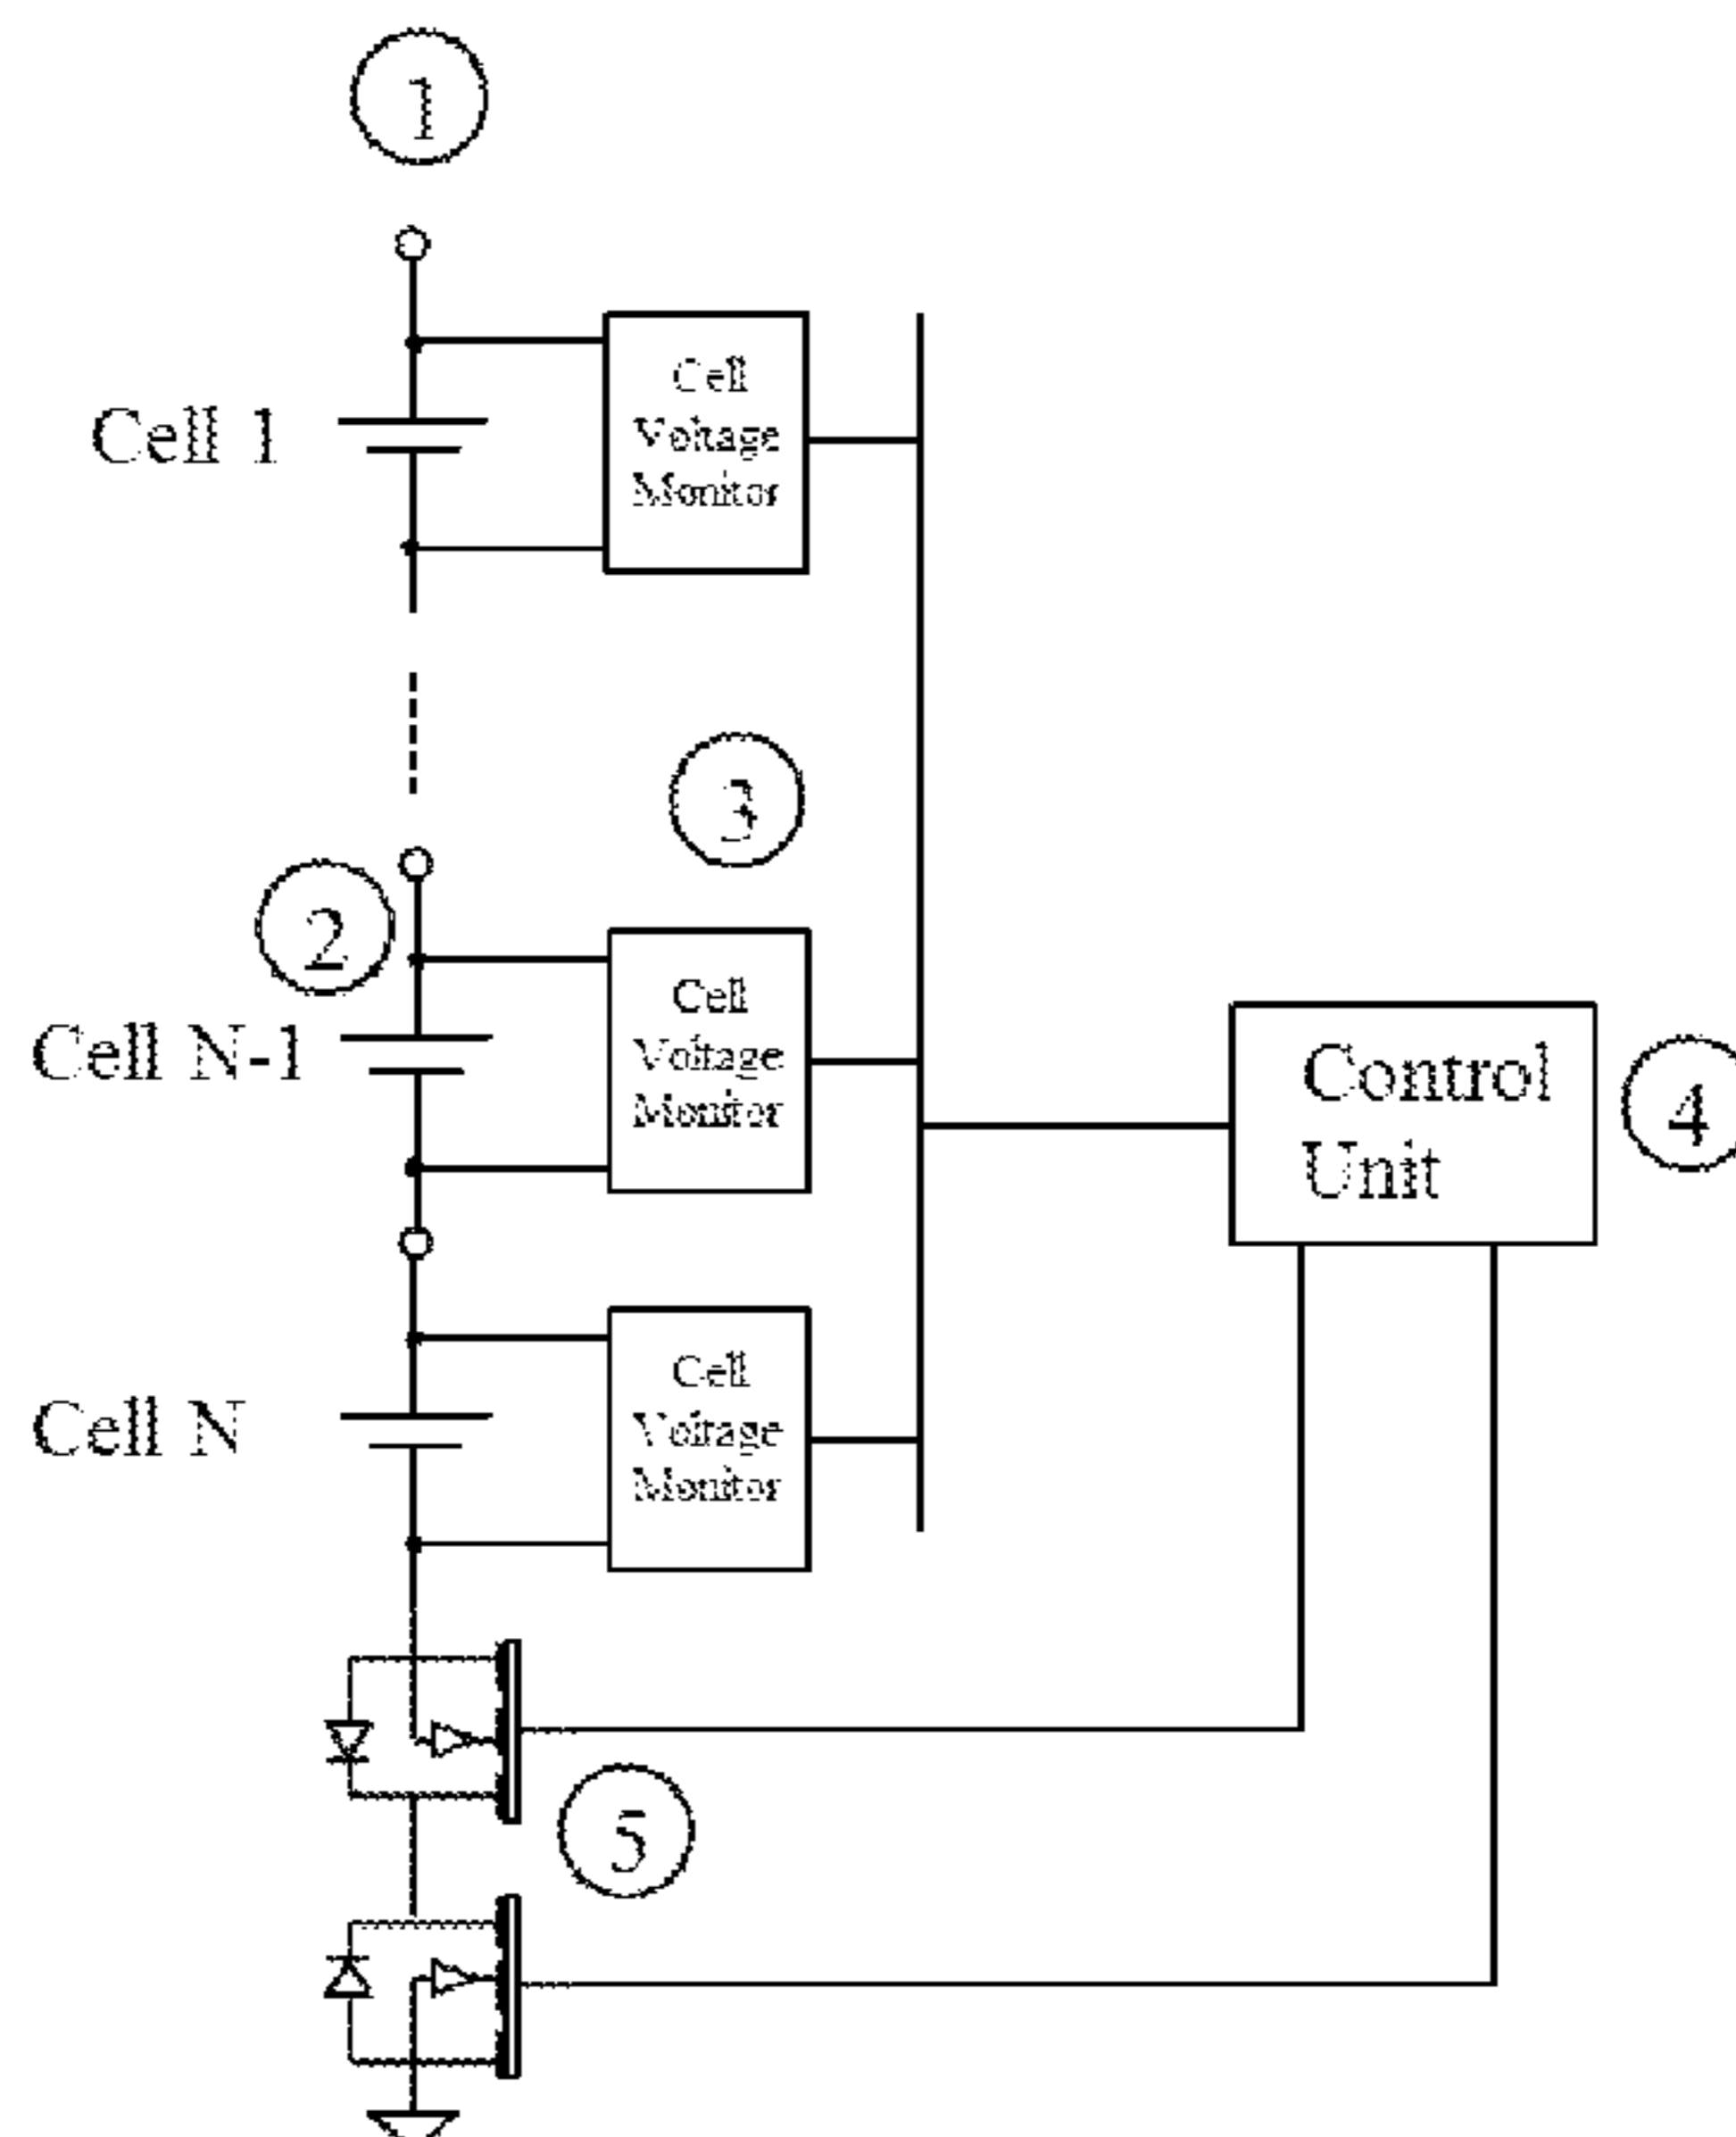 1
Cell 1
Cell
Voltage
Monitor
3
2
Cell N-1
Cell
Voltage
Monitor
Control
Unit
4
Cell N
Cell
Voltage
Monitor
5